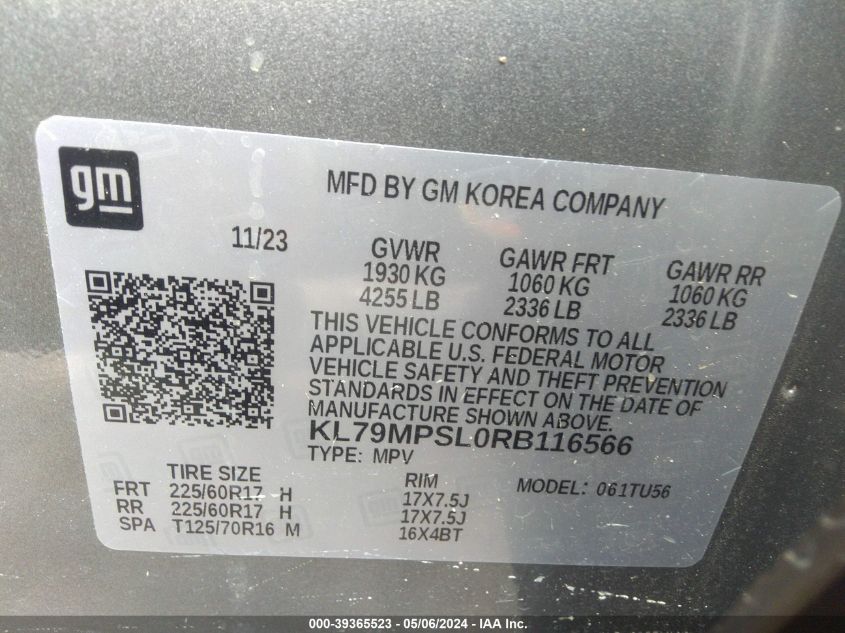 gm
MFD BY GM KOREA COMPANY
11/23
GVWR
1930 KG
4255 LB
GAWR FRT
1060 KG
2336 LB
GAWR RR
1060 KG
2336 LB
THIS VEHICLE CONFORMS TO ALL
APPLICABLE U.S. FEDERAL MOTOR
VEHICLE SAFETY AND THEFT PREVENTION
STANDARDS IN EFFECT ON THE DATE OF
MANUFACTURE SHOWN ABOVE.
KL79MPSL0RB116566
TYPE: MPV
TIRE SIZE
RIM
MODEL: 061TU56
FRT 225/60R17 H 17X7.5J
RR 225/60R17 H 17X7.5J
SPA T125/70R16 M 16X4BT
000-39365523 - 05/06/2024 - IAA Inc.